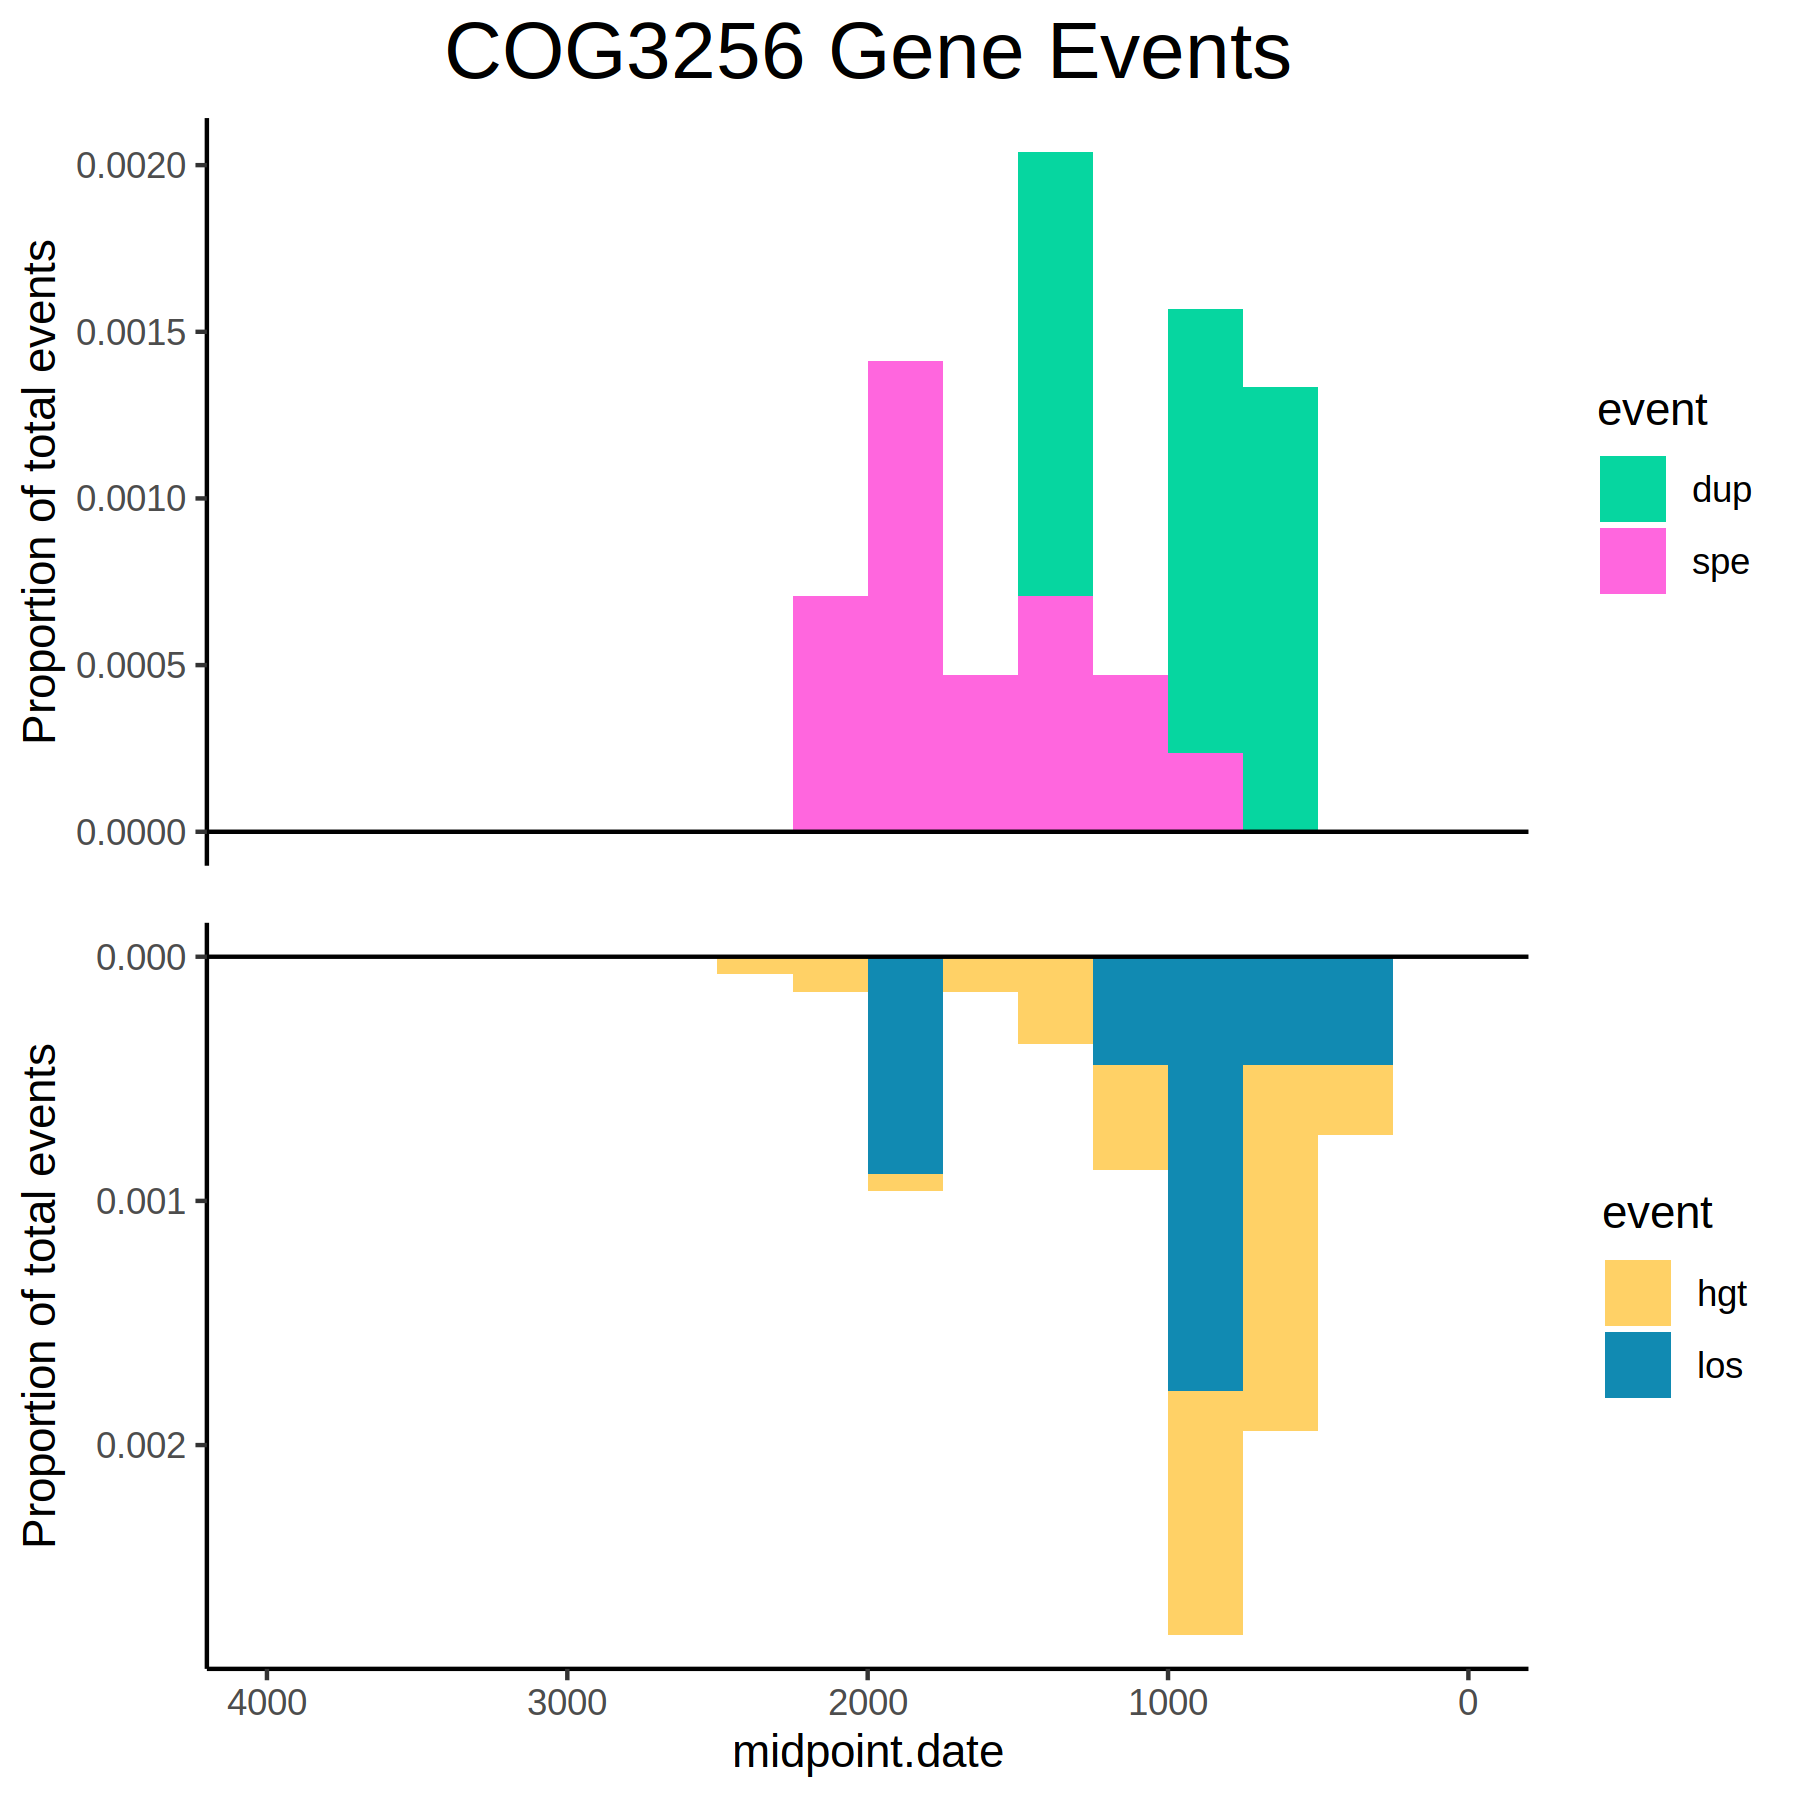 COG3256 Gene Events
Proportion of total events
0.0020
0.0015
0.0010
0.0005
0.0000
event
dup
spe
Proportion of total events
0.000
0.001
0.002
event
hgt
los
4000 3000 2000 1000 0
midpoint.date